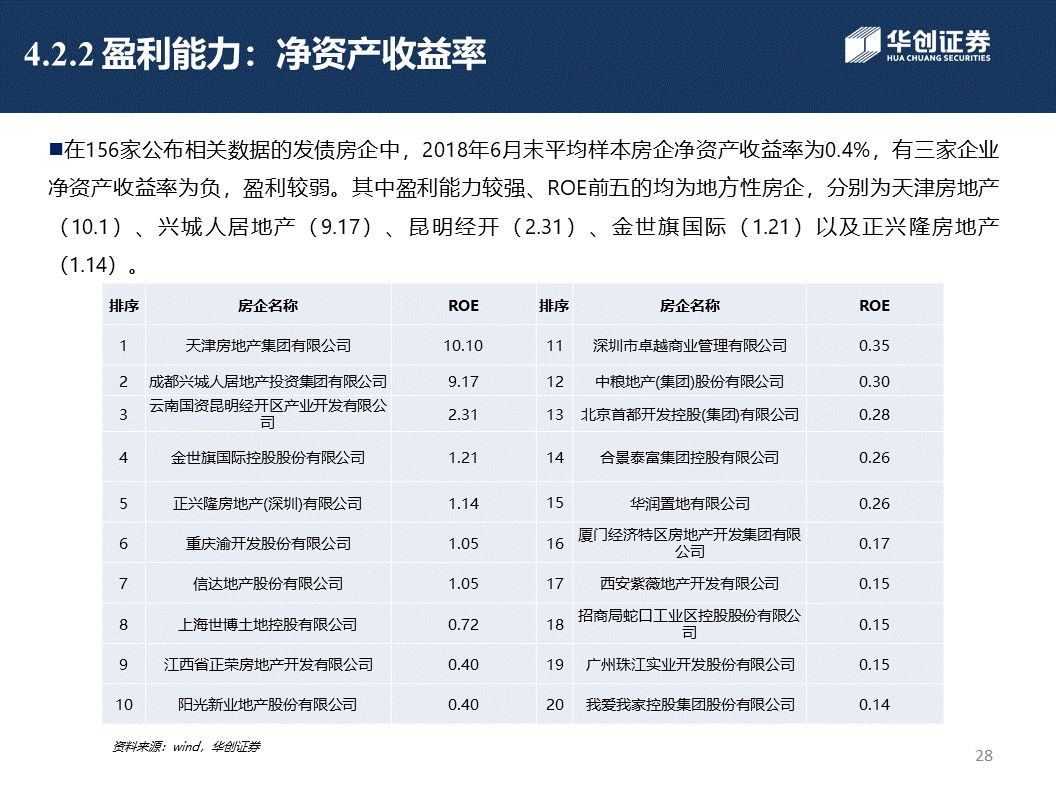 4.2.2 盈利能力：净资产收益率
华创证券
HUA CHUANG SECURITIES
■在156家公布相关数据的发债房企中，2018年6月末平均样本房企净资产收益率为0.4%，有三家企业
净资产收益率为负，盈利较弱。其中盈利能力较强、ROE前五的均为地方性房企，分别为天津房地产
（10.1）、兴城人居地产（9.17）、昆明经开（2.31）、金世旗国际（1.21）以及正兴隆房地产
（1.14）。
排序 房企名称 ROE 排序 房企名称 ROE
1 天津房地产集团有限公司 10.10 11 深圳市卓越商业管理有限公司 0.35
2 成都兴城人居地产投资集团有限公司 9.17 12 中粮地产(集团)股份有限公司 0.30
3 云南国资昆明经开区产业开发有限公
司 2.31 13 北京首都开发控股(集团)有限公司 0.28
4 金世旗国际控股股份有限公司 1.21 14 合景泰富集团控股有限公司 0.26
5 正兴隆房地产(深圳)有限公司 1.14 15 华润置地有限公司 0.26
6 重庆渝开发股份有限公司 1.05 16 厦门经济特区房地产开发集团有限
公司 0.17
7 信达地产股份有限公司 1.05 17 西安紫薇地产开发有限公司 0.15
8 上海世博土地控股有限公司 0.72 18 招商局蛇口工业区控股股份有限公
司 0.15
9 江西省正荣房地产开发有限公司 0.40 19 广州珠江实业开发股份有限公司 0.15
10 阳光新业地产股份有限公司 0.40 20 我爱我家控股集团股份有限公司 0.14
资料来源：wind，华创证券
28